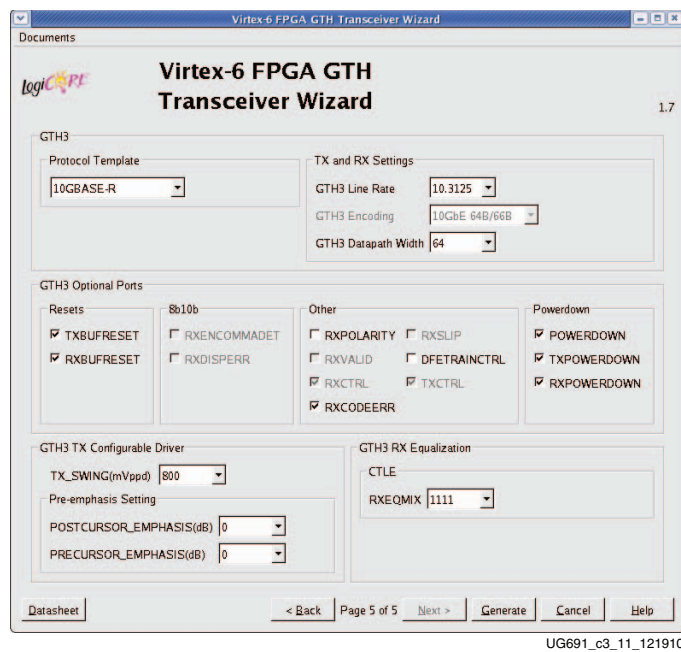 Virtex-6 FPGA GTH Transceiver Wizard
Documents
logiCORE
Virtex-6 FPGA GTH
Transceiver Wizard
1.7
GTH3
Protocol Template
10GBASE-R
TX and RX Settings
GTH3 Line Rate 10.3125
GTH3 Encoding 10GbE 64B/66B
GTH3 Datapath Width 64
GTH3 Optional Ports
Resets
TXBUFRESET
RXBUFRESET
8b10b
RXENCOMMADET
RXDISPERR
Other
RXPOLARITY RXSLIP
RXVALID DFETRAINCTRL
RXCTRL TXCTRL
RXCODEERR
Powerdown
POWERDOWN
TXPOWERDOWN
RXPOWERDOWN
GTH3 TX Configurable Driver
TX_SWING(mVppd) 800
Pre-emphasis Setting
POSTCURSOR_EMPHASIS(dB) 0
PRECURSOR_EMPHASIS(dB) 0
GTH3 RX Equalization
CTLE
RXEQMIX 1111
Datasheet < Back Page 5 of 5 Next > Generate Cancel Help
UG691_c3_11_121910